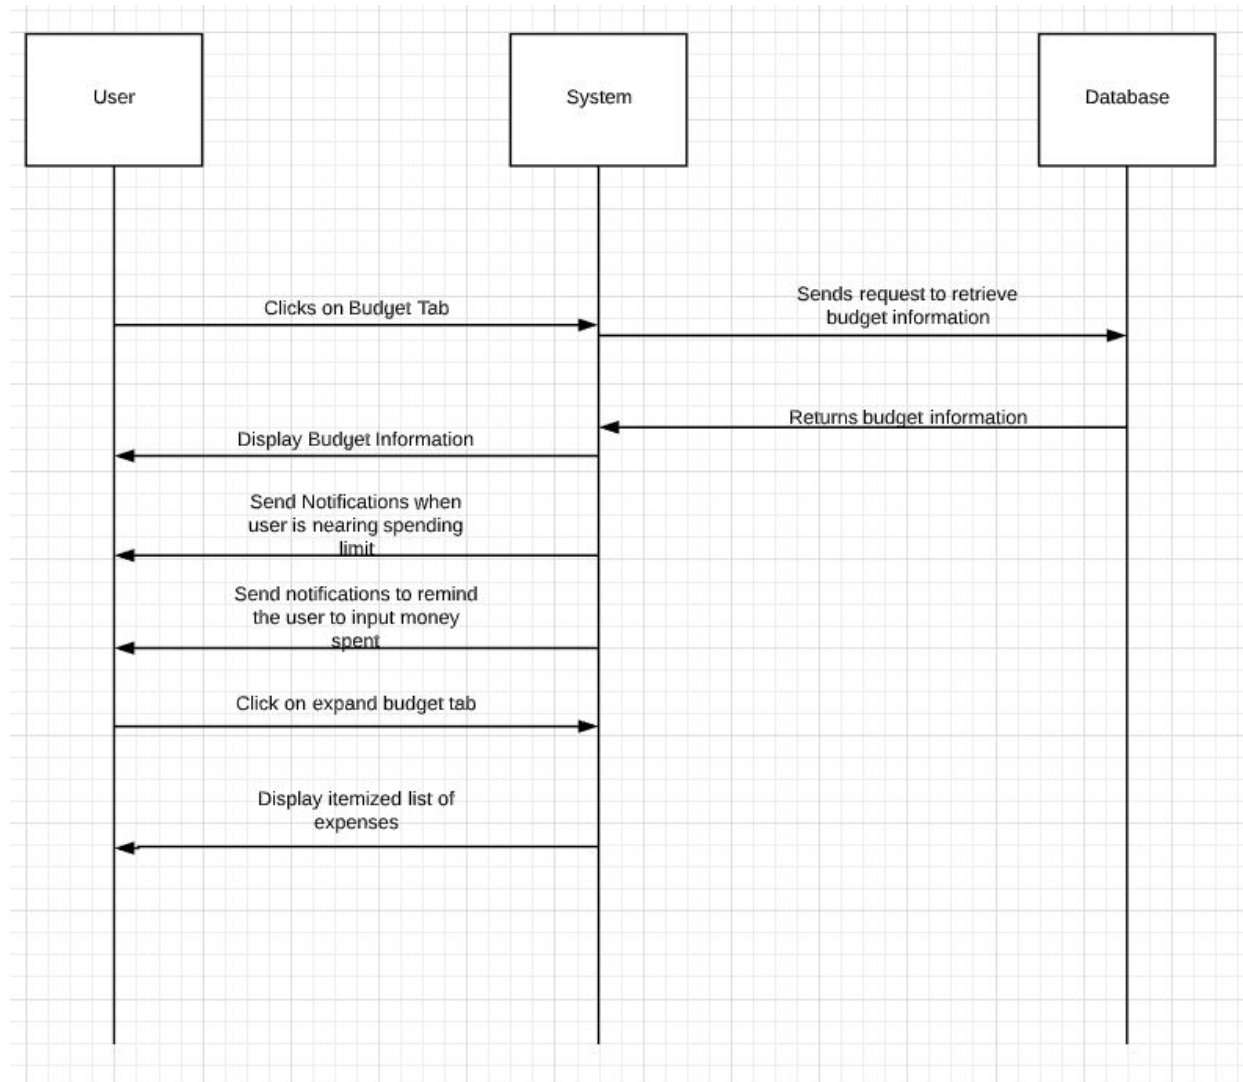 User
System
Database
Clicks on Budget Tab
Sends request to retrieve
budget information
Returns budget information
Display Budget Information
Send Notifications when
user is nearing spending
limit
Send notifications to remind
the user to input money
spent
Click on expand budget tab
Display itemized list of
expenses